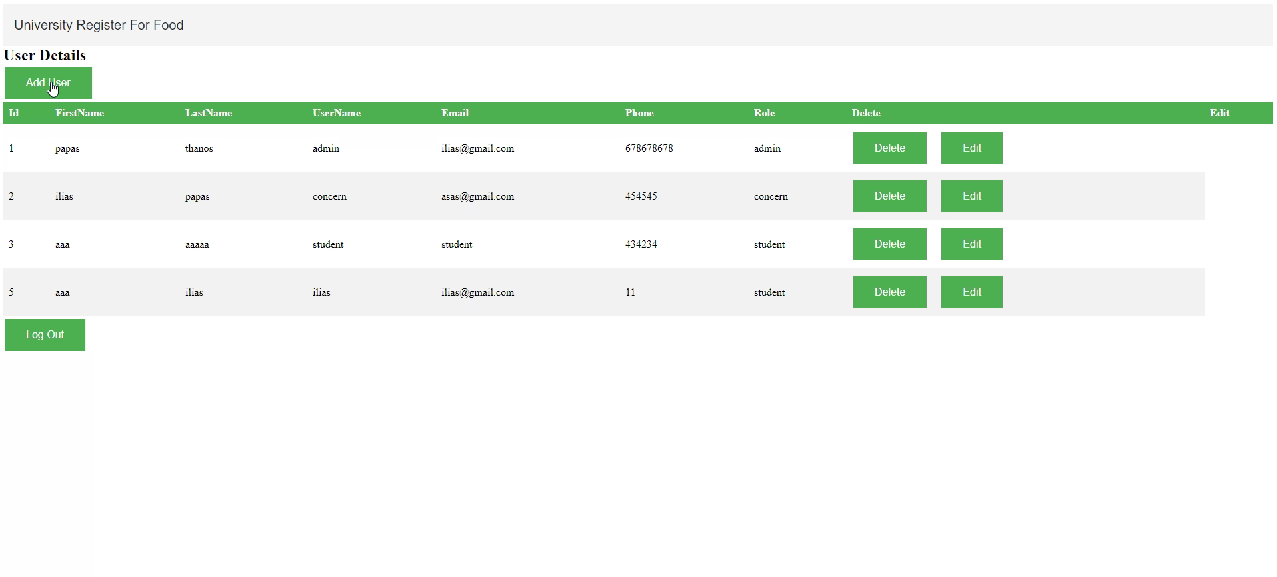 University Register For Food
User Details
Add User
Id FirstName LastName UserName Email Phone Role Delete Edit
1 papas thanos admin ilias@gmail.com 678678678 admin Delete Edit
2 ilias papas concern asas@gmail.com 454545 concern Delete Edit
3 aaa aaaaa student student 434234 student Delete Edit
5 aaa ilias ilias ilias@gmail.com 11 student Delete Edit
Log Out